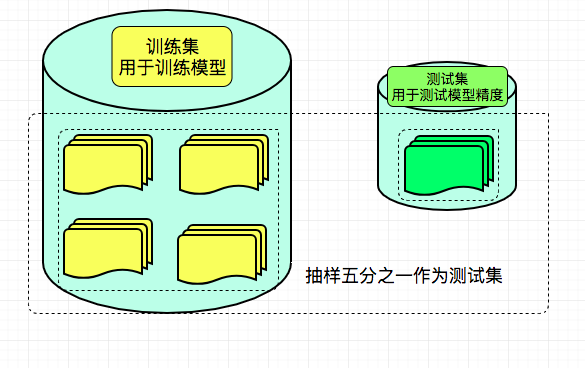 训练集
用于训练模型
测试集
用于测试模型精度
抽样五分之一作为测试集